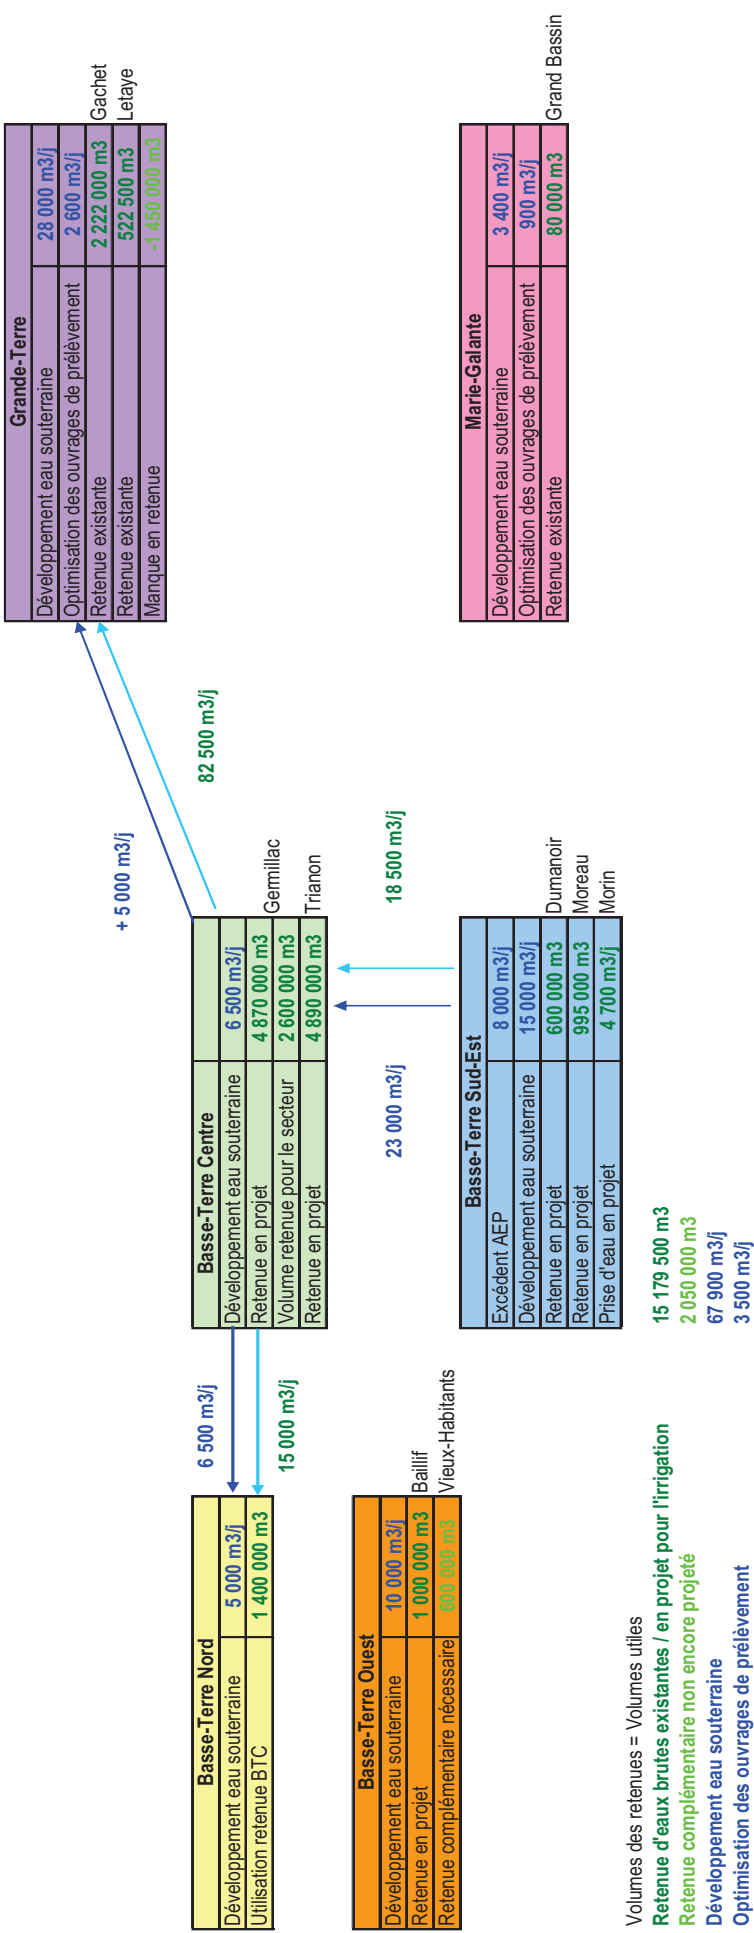 Basse-Terre Nord
Développement eau souterraine 5 000 m3/j
Utilisation retenue BTC 1 400 000 m3
6 500 m3/j
15 000 m3/j
Basse-Terre Centre
Développement eau souterraine 6 500 m3/j
Retenue en projet 4 870 000 m3 Germillac
Volume retenue pour le secteur 2 600 000 m3
Retenue en projet 4 890 000 m3 Trianon
+ 5 000 m3/j
82 500 m3/j
Grande-Terre
Développement eau souterraine 28 000 m3/j
Optimisation des ouvrages de prélèvement 2 600 m3/j
Retenue existante 2 222 000 m3 Gachet
Retenue existante 522 500 m3 Letaye
Manque en retenue -1 450 000 m3
Basse-Terre Ouest
Développement eau souterraine 10 000 m3/j
Retenue en projet 1 000 000 m3 Baillif
Retenue complémentaire nécessaire 600 000 m3 Vieux-Habitants
23 000 m3/j
18 500 m3/j
Basse-Terre Sud-Est
Excédent AEP 8 000 m3/j
Développement eau souterraine 15 000 m3/j
Retenue en projet 600 000 m3 Dumanoir
Retenue en projet 995 000 m3 Moreau
Prise d'eau en projet 4 700 m3/j Morin
Marie-Galante
Développement eau souterraine 3 400 m3/j
Optimisation des ouvrages de prélèvement 900 m3/j
Retenue existante 80 000 m3 Grand Bassin
Volumes des retenues = Volumes utiles
Retenue d'eaux brutes existantes / en projet pour l'irrigation 15 179 500 m3
Retenue complémentaire non encore projeté 2 050 000 m3
Développement eau souterraine 67 900 m3/j
Optimisation des ouvrages de prélèvement 3 500 m3/j